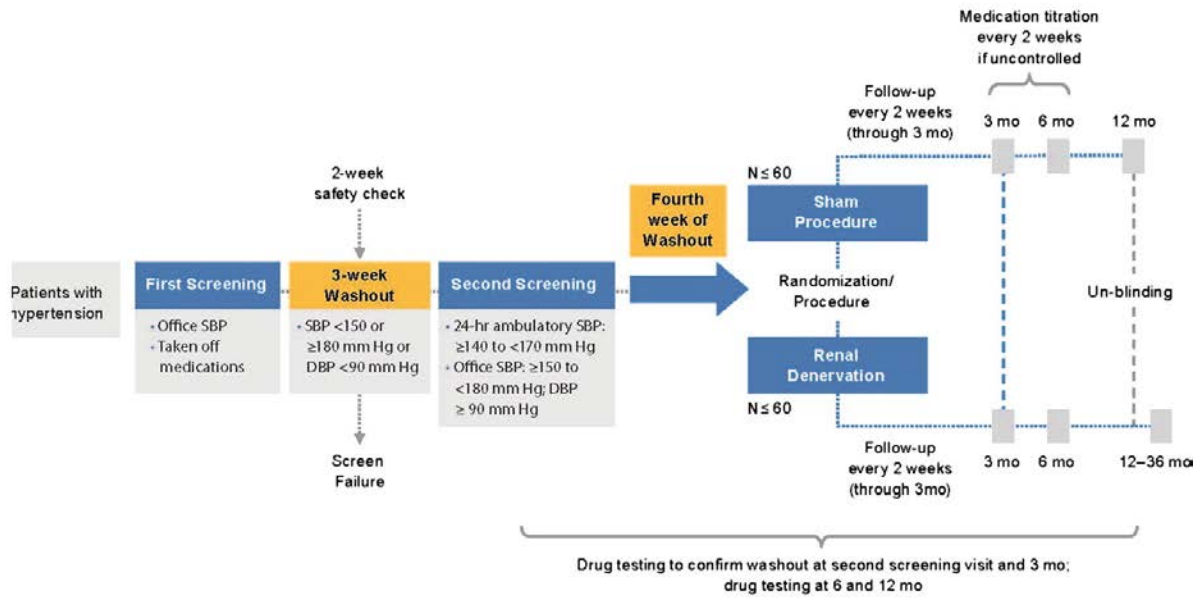 Medication titration
every 2 weeks
if uncontrolled
Follow-up
every 2 weeks
(through 3 mo)
3 mo
6 mo
12 mo
2-week
safety check
N ≤ 60
Fourth
week of
Washout
Sham
Procedure
Patients with
hypertension
First Screening
• Office SBP
• Taken off
medications
3-week
Washout
• SBP <150 or
≥180 mm Hg or
DBP <90 mm Hg
Second Screening
• 24-hr ambulatory SBP:
≥140 to <170 mm Hg
• Office SBP: ≥150 to
<180 mm Hg; DBP
≥ 90 mm Hg
Randomization/
Procedure
Un-blinding
Renal
Denervation
N ≤ 60
Screen
Failure
Follow-up
every 2 weeks
(through 3mo)
3 mo
6 mo
12–36 mo
Drug testing to confirm washout at second screening visit and 3 mo;
drug testing at 6 and 12 mo